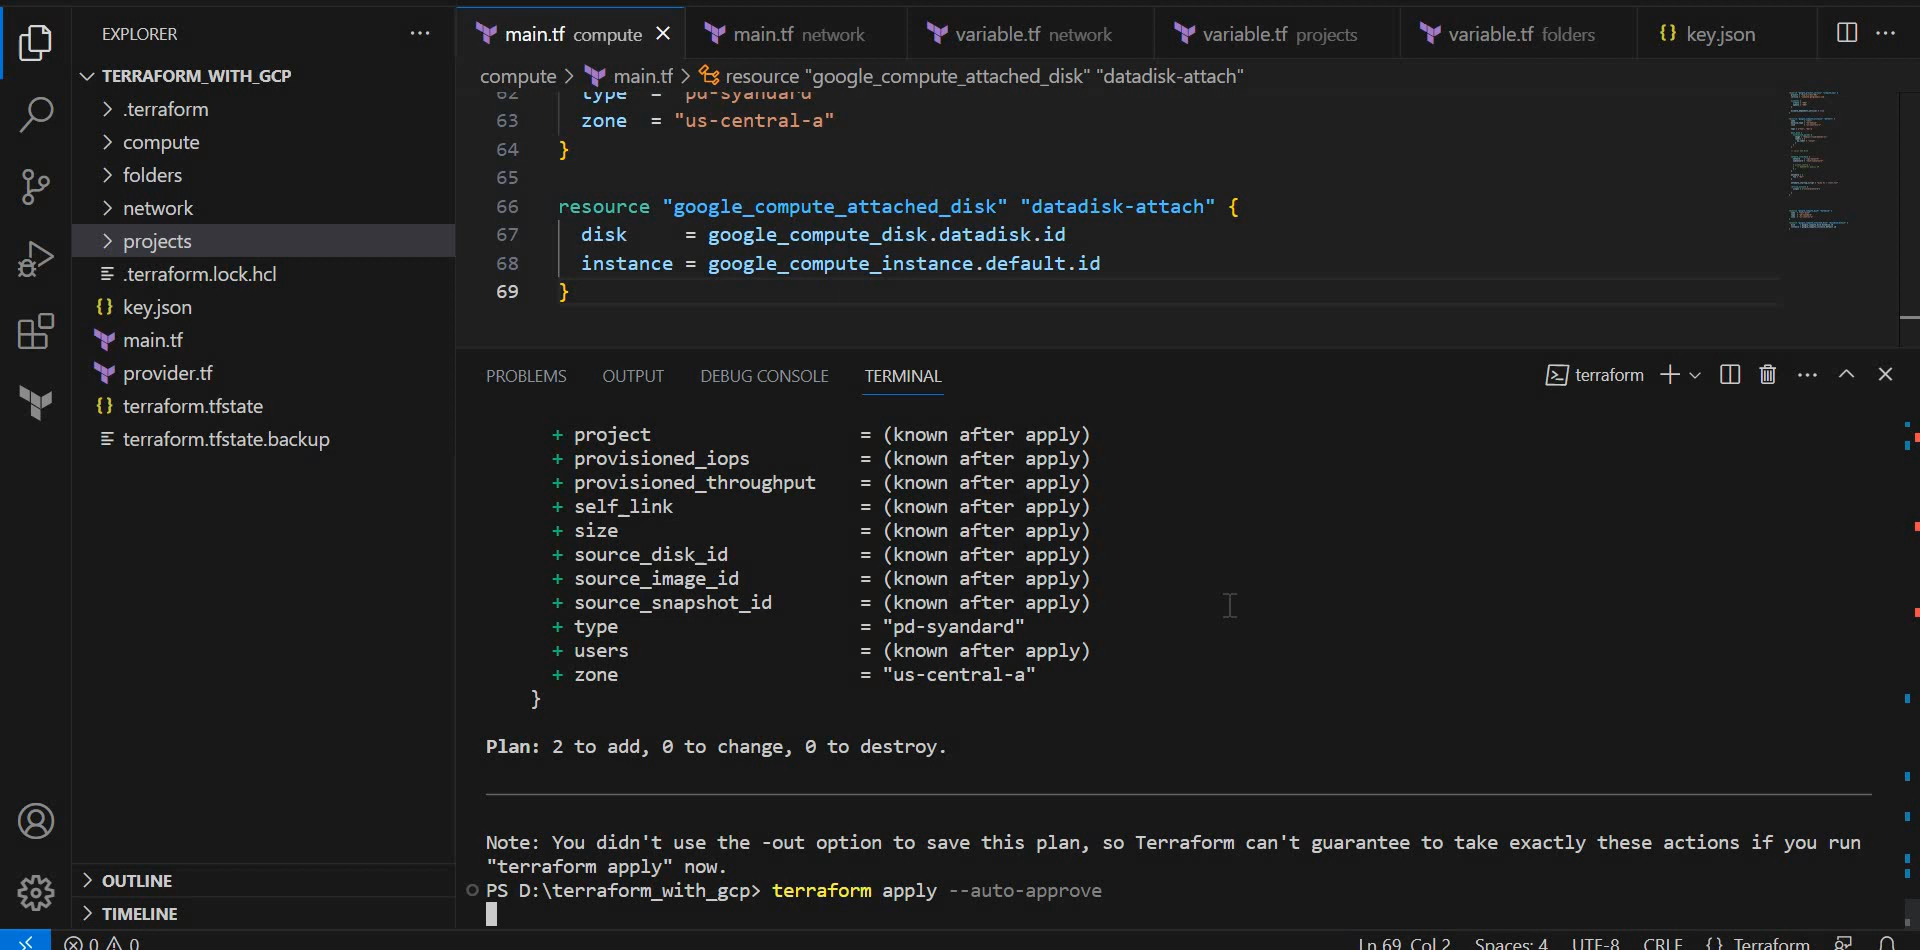 EXPLORER
TERRAFORM_WITH_GCP
.terraform
compute
folders
network
projects
.terraform.lock.hcl
key.json
main.tf
provider.tf
terraform.tfstate
terraform.tfstate.backup
OUTLINE
TIMELINE
main.tf compute
main.tf network
variable.tf network
variable.tf projects
variable.tf folders
{} key.json
compute > main.tf > resource "google_compute_attached_disk" "datadisk-attach"
62 type = "pd-syandard"
63 zone = "us-central-a"
64 }
65
66 resource "google_compute_attached_disk" "datadisk-attach" {
67 disk = google_compute_disk.datadisk.id
68 instance = google_compute_instance.default.id
69 }
PROBLEMS OUTPUT DEBUG CONSOLE TERMINAL
terraform
+ project = (known after apply)
+ provisioned_iops = (known after apply)
+ provisioned_throughput = (known after apply)
+ self_link = (known after apply)
+ size = (known after apply)
+ source_disk_id = (known after apply)
+ source_image_id = (known after apply)
+ source_snapshot_id = (known after apply)
+ type = "pd-syandard"
+ users = (known after apply)
+ zone = "us-central-a"
}
Plan: 2 to add, 0 to change, 0 to destroy.
Note: You didn't use the -out option to save this plan, so Terraform can't guarantee to take exactly these actions if you run
"terraform apply" now.
PS D:\terraform_with_gcp> terraform apply --auto-approve
0 0
Ln 69, Col 2 Spaces: 4 UTF-8 CRLF {} Terraform